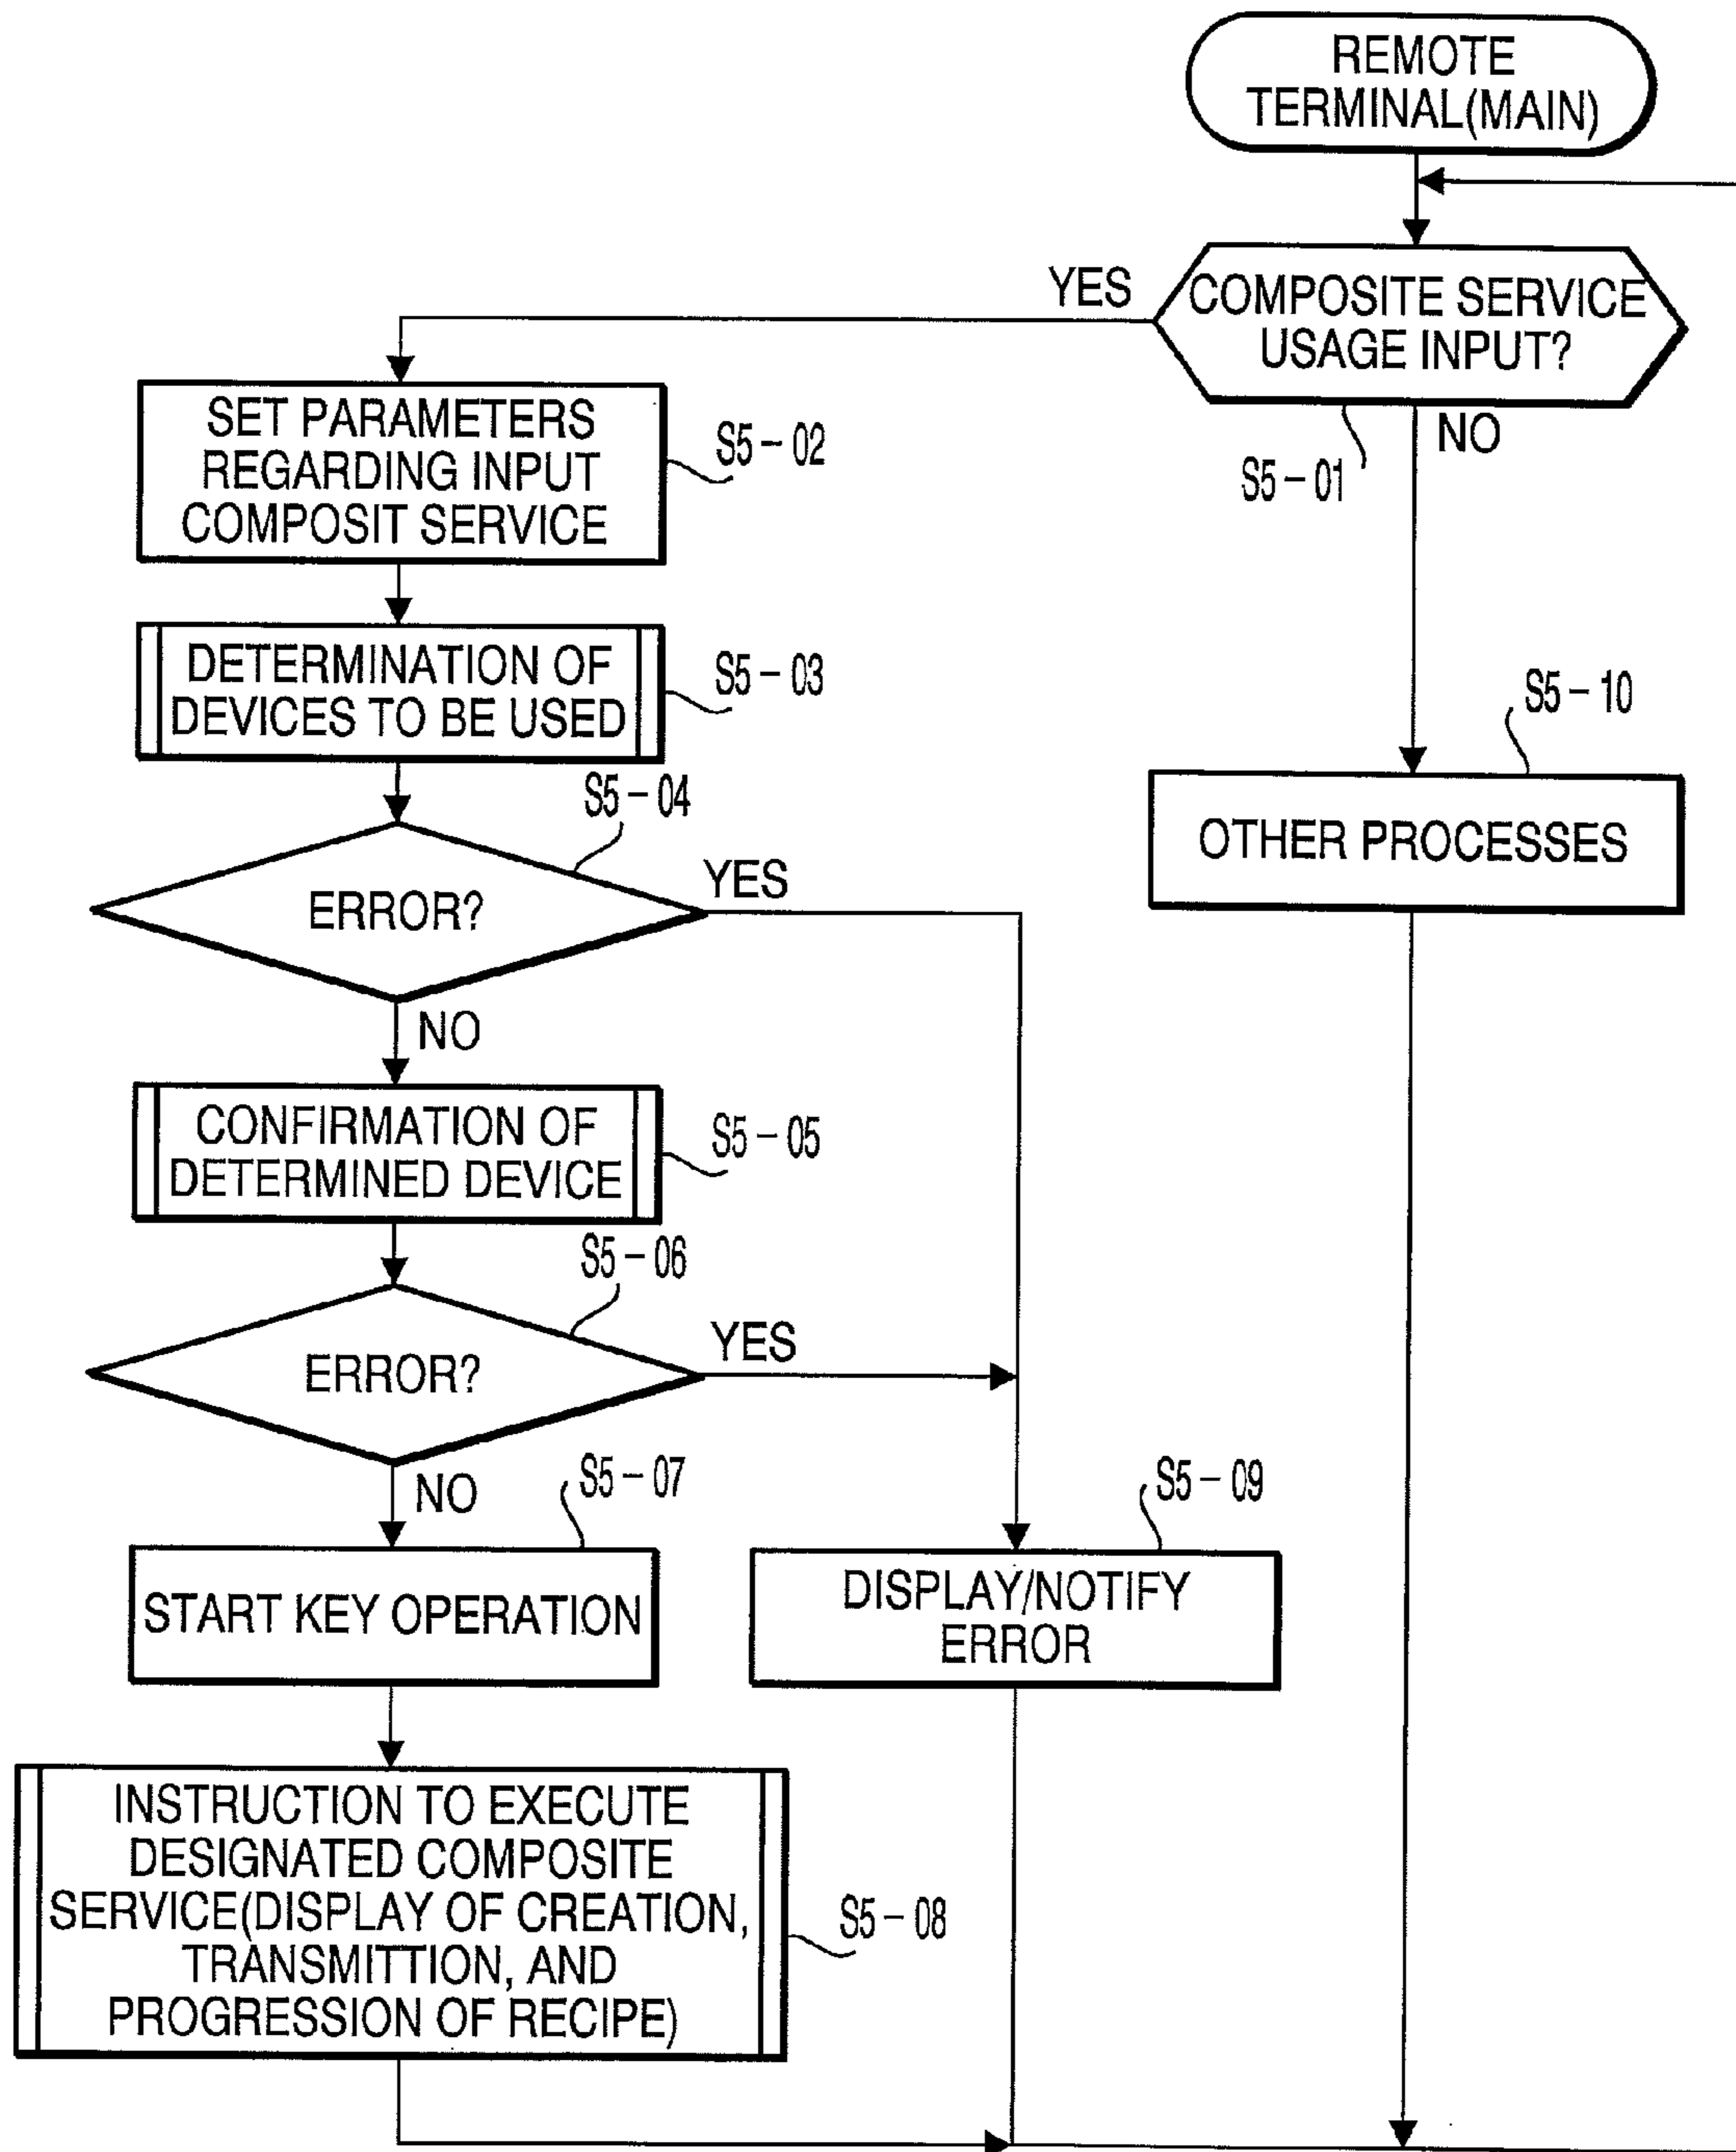 REMOTE
TERMINAL(MAIN)
YES
COMPOSITE SERVICE
USAGE INPUT?
NO
S5-01
SET PARAMETERS
REGARDING INPUT
COMPOSIT SERVICE
S5-02
DETERMINATION OF
DEVICES TO BE USED
S5-03
S5-10
OTHER PROCESSES
S5-04
ERROR?
YES
NO
CONFIRMATION OF
DETERMINED DEVICE
S5-05
S5-06
ERROR?
YES
NO
S5-07
START KEY OPERATION
S5-09
DISPLAY/NOTIFY
ERROR
INSTRUCTION TO EXECUTE
DESIGNATED COMPOSITE
SERVICE(DISPLAY OF CREATION,
TRANSMITTION, AND
PROGRESSION OF RECIPE)
S5-08